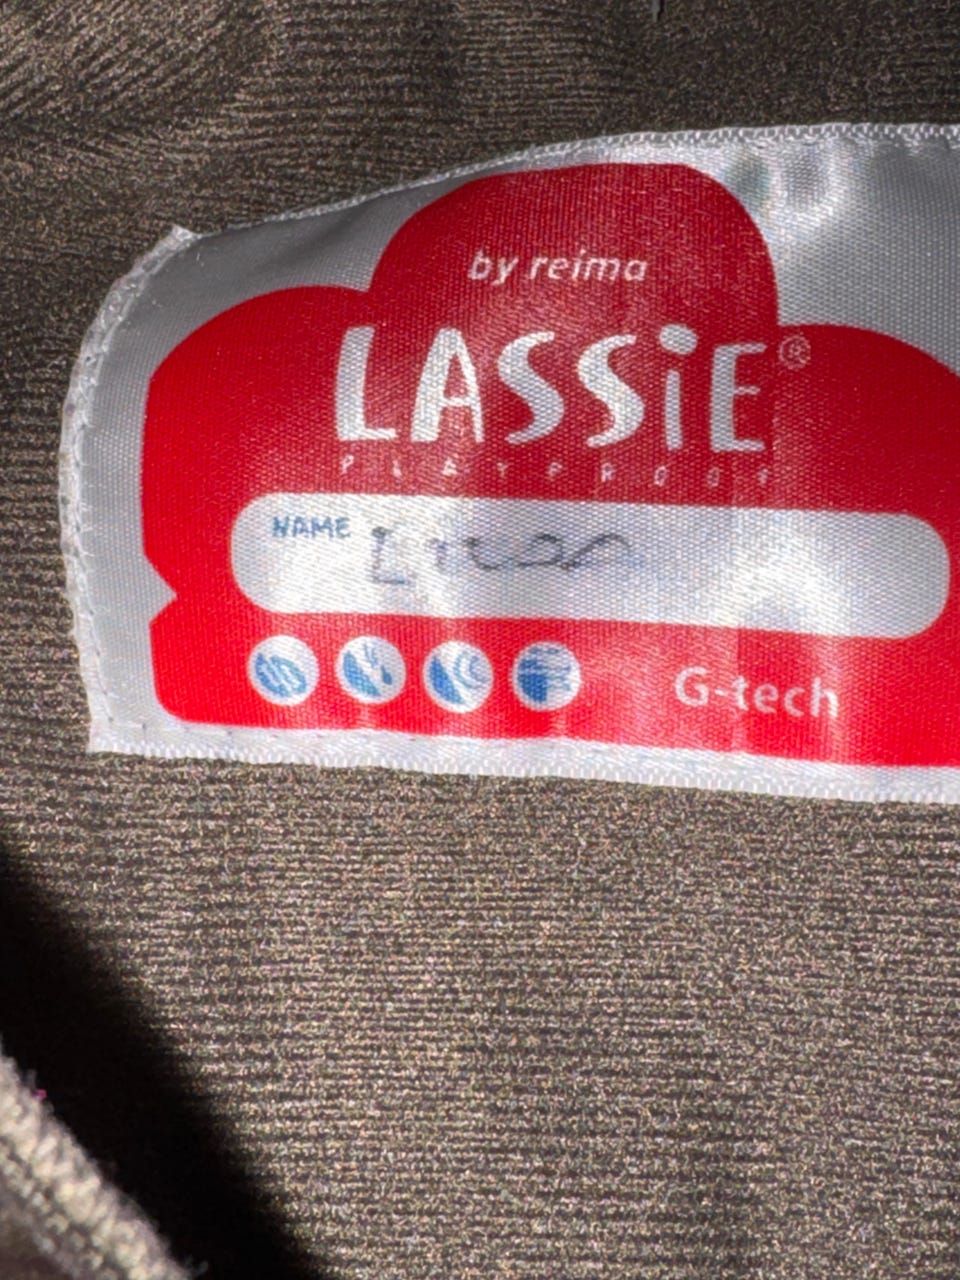 by reima
LASSiE®
PLAYPROOF
NAME
G-tech